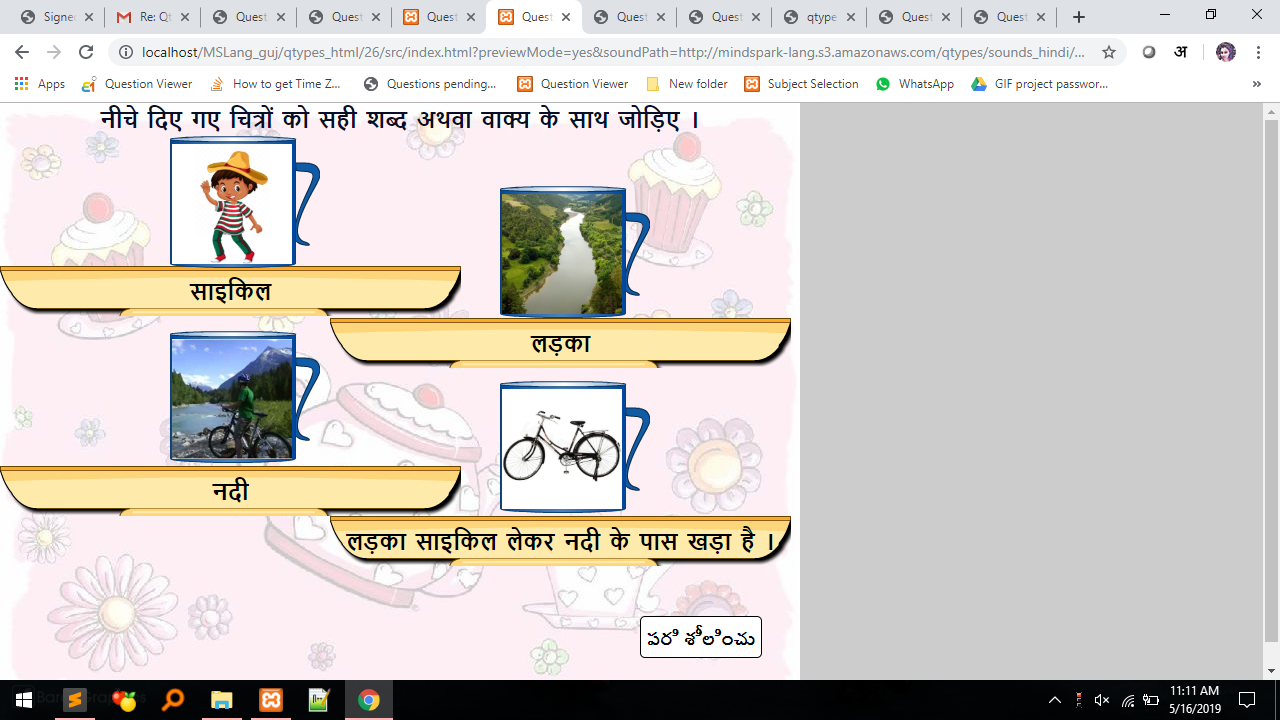 Signe
Re: Qt
Quest
Quest
Quest
Quest
Quest
Quest
qtype
Quest
Quest
localhost/MSLang_guj/qtypes_html/26/src/index.html?previewMode=yes&soundPath=http://mindspark-lang.s3.amazonaws.com/qtypes/sounds_hindi/...
अ
Apps
Question Viewer
How to get Time Z...
Questions pending...
Question Viewer
New folder
Subject Selection
WhatsApp
GIF project passwor...
»
नीचे दिए गए चित्रों को सही शब्द अथवा वाक्य के साथ जोड़िए ।
साइकिल
लड़का
नदी
लड़का साइकिल लेकर नदी के पास खड़ा है ।
పరిశీలించు
11:11 AM
5/16/2019